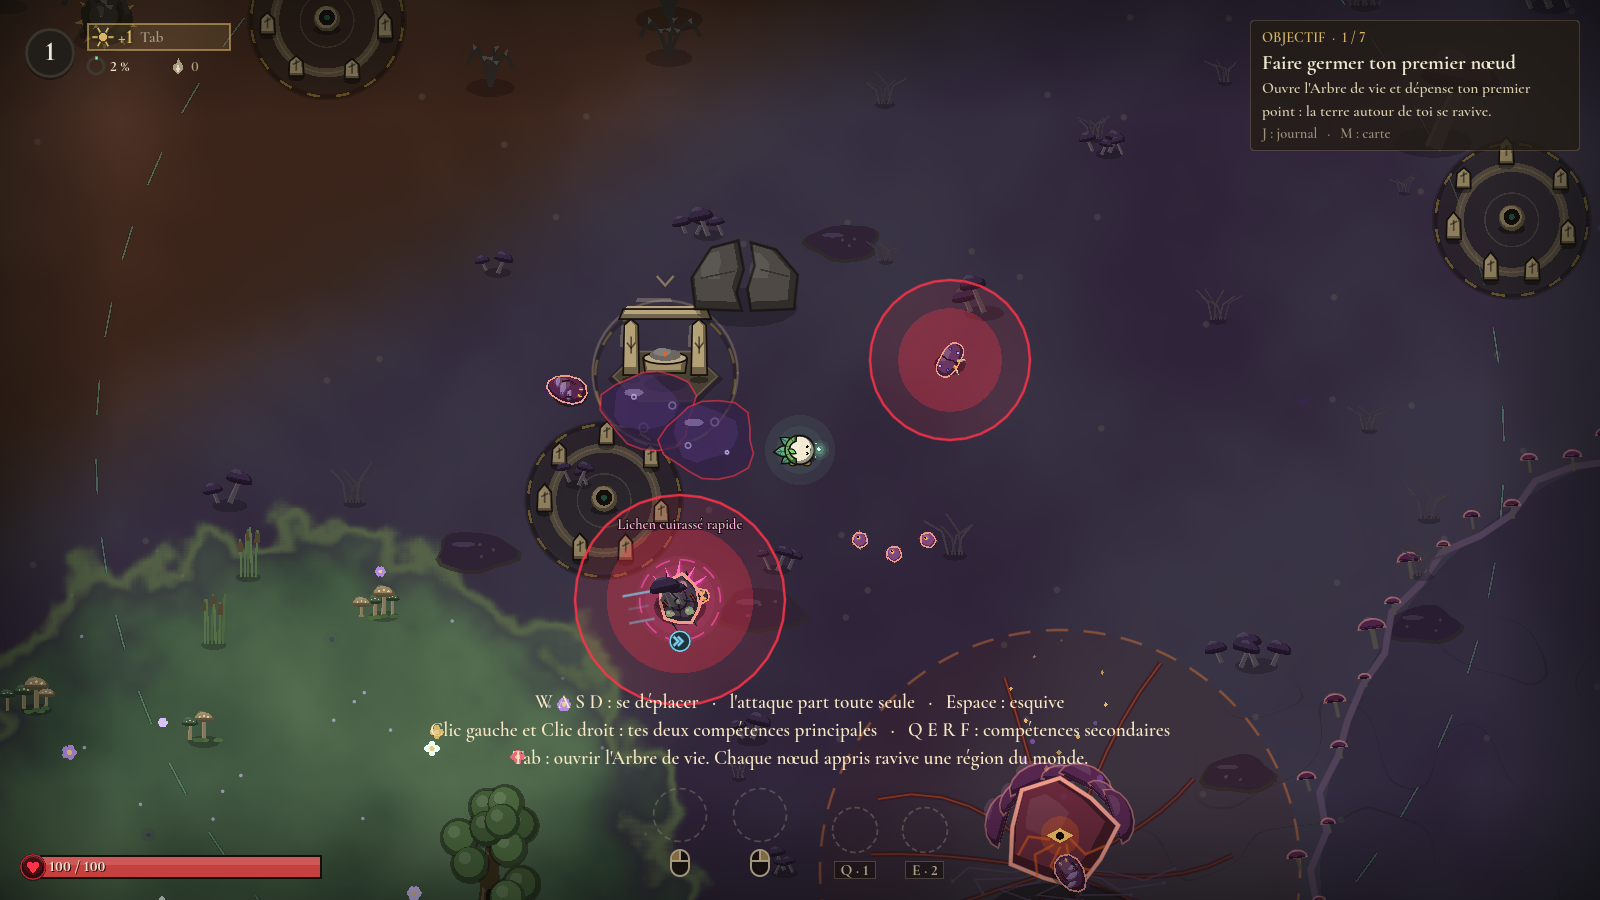 1
+1 Tab
2 %
0
OBJECTIF · 1 / 7
Faire germer ton premier nœud
Ouvre l'Arbre de vie et dépense ton premier
point : la terre autour de toi se ravive.
J : journal · M : carte
Lichen cuirassé rapide
W A S D : se déplacer · l'attaque part toute seule · Espace : esquive
Clic gauche et Clic droit : tes deux compétences principales · Q E R F : compétences secondaires
Tab : ouvrir l'Arbre de vie. Chaque nœud appris ravive une région du monde.
100 / 100
Q · 1
E · 2